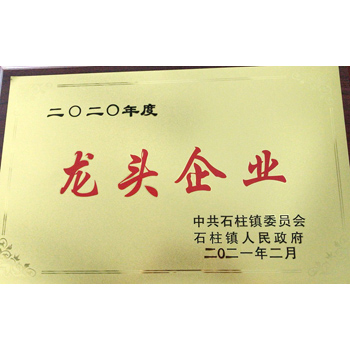 二〇二〇年度
龙头企业
中共石柱镇委员会
石柱镇人民政府
二〇二一年二月